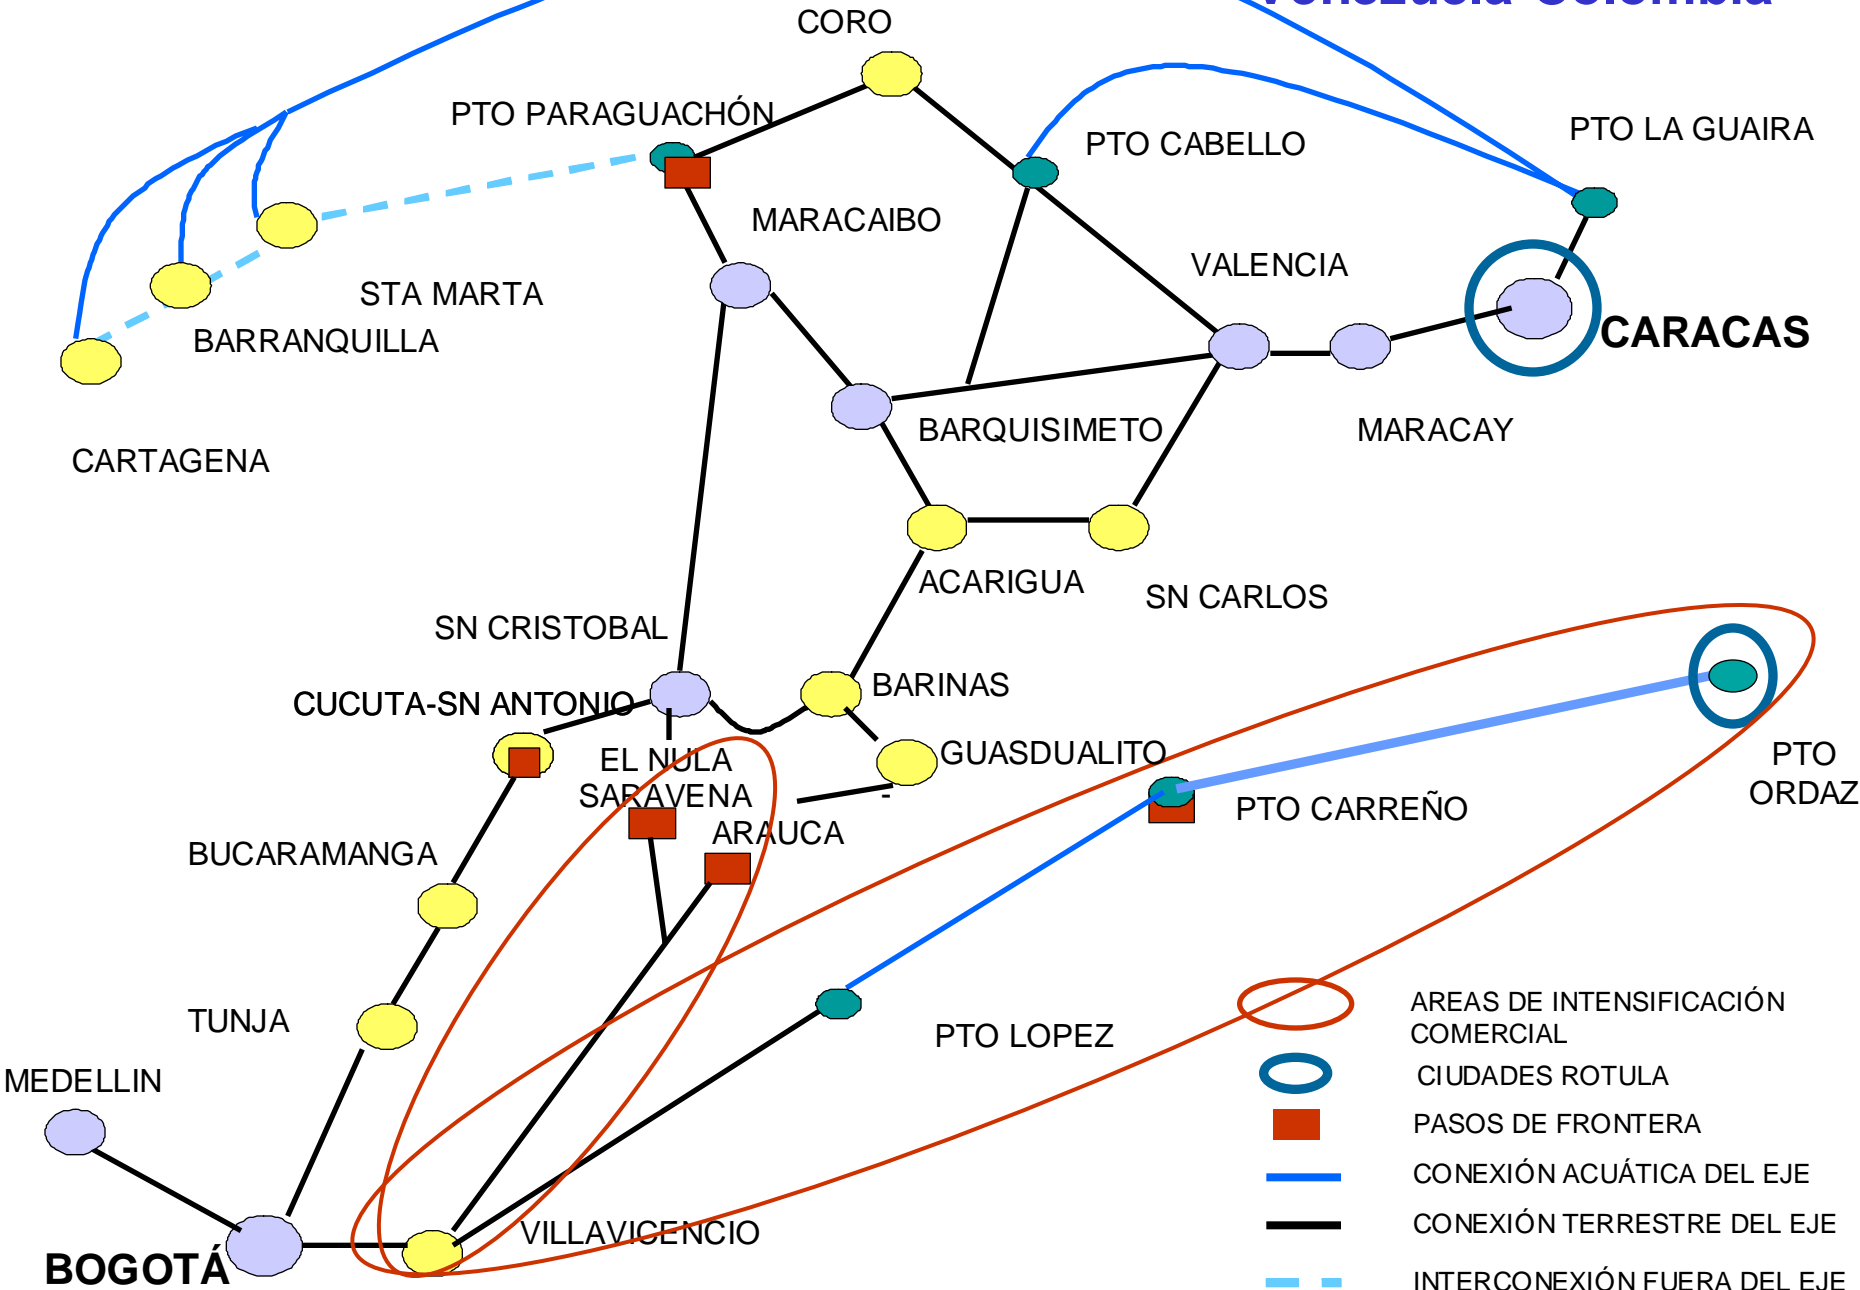 Venezuela-Colombia
CORO
PTO PARAGUACHÓN
PTO CABELLO
PTO LA GUAIRA
MARACAIBO
VALENCIA
STA MARTA
BARRANQUILLA
CARACAS
CARTAGENA
BARQUISIMETO
MARACAY
ACARIGUA
SN CARLOS
SN CRISTOBAL
BARINAS
CUCUTA-SN ANTONIO
EL NULA
GUASDUALITO
-
SARAVENA
ARAUCA
PTO
ORDAZ
PTO CARREÑO
BUCARAMANGA
TUNJA
PTO LOPEZ
MEDELLIN
VILLAVICENCIO
BOGOTÁ
AREAS DE INTENSIFICACIÓN
COMERCIAL
CIUDADES ROTULA
PASOS DE FRONTERA
CONEXIÓN ACUÁTICA DEL EJE
CONEXIÓN TERRESTRE DEL EJE
INTERCONEXIÓN FUERA DEL EJE